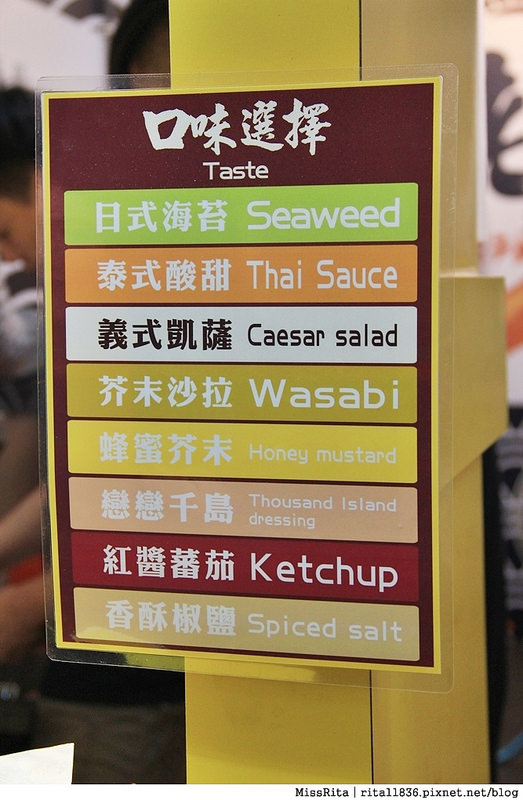 口味選擇
Taste
日式海苔 Seaweed
泰式酸甜 Thai Sauce
義式凱薩 Caesar salad
芥末沙拉 Wasabi
蜂蜜芥末 Honey mustard
戀戀千島 Thousand Island
dressing
紅醬蕃茄 Ketchup
香酥椒鹽 Spiced salt
MissRita | rita11836.pixnet.net/blog